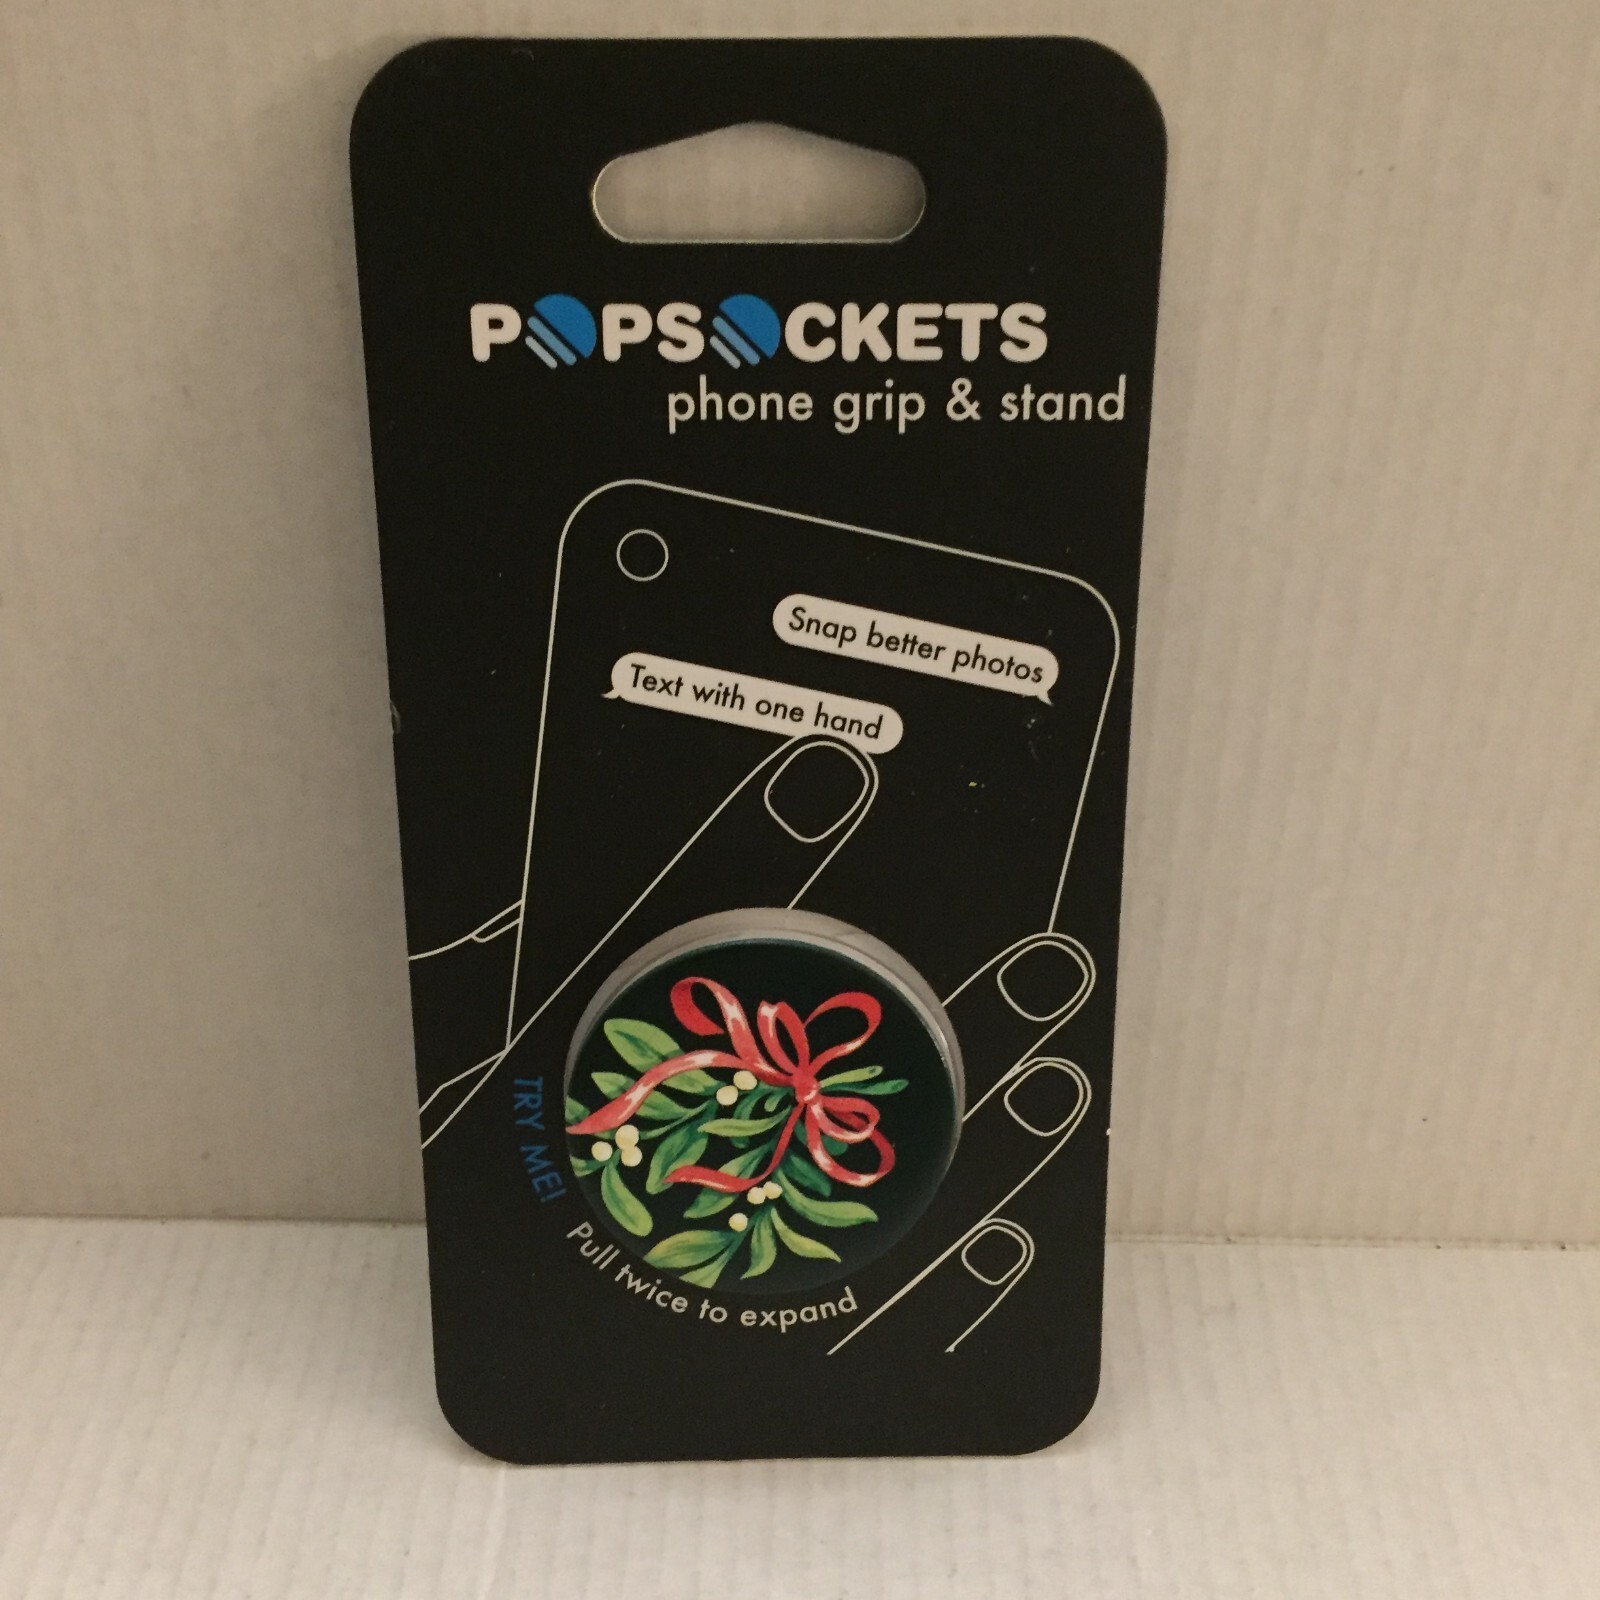 POPSOCKETS
phone grip & stand
Snap better photos
Text with one hand
TRY ME!
Pull twice to expand